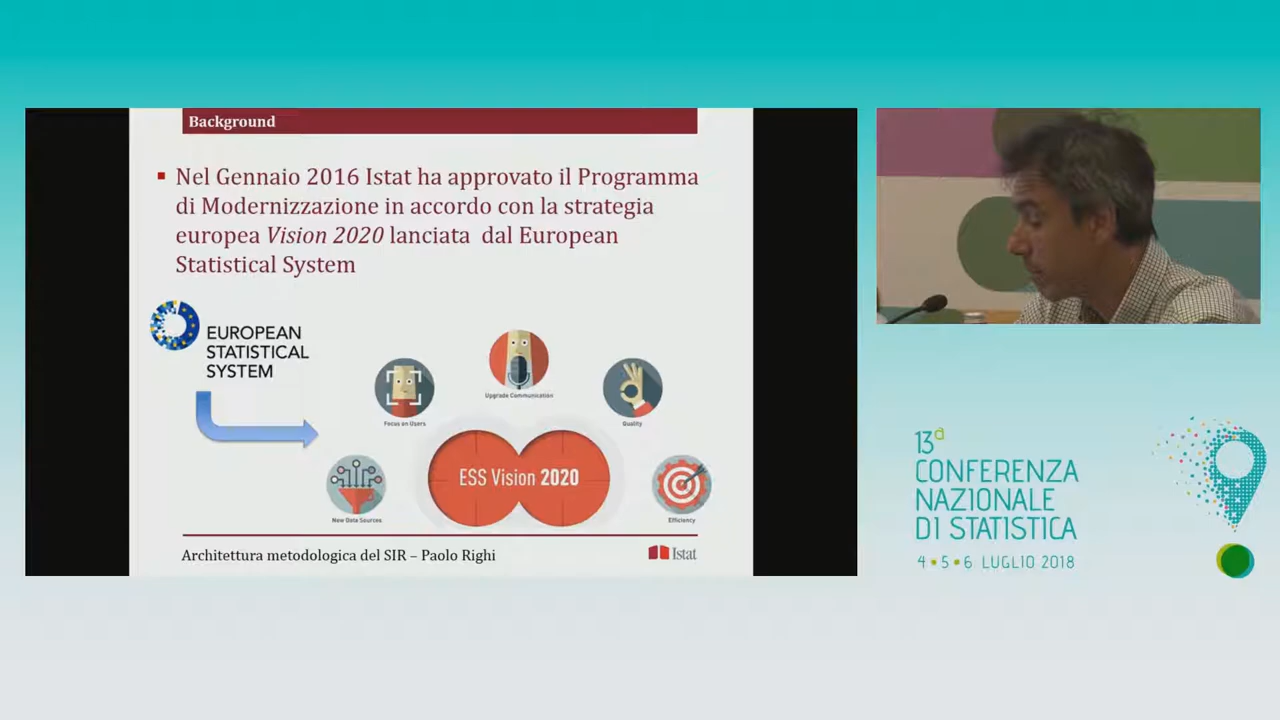 Background
Nel Gennaio 2016 Istat ha approvato il Programma
di Modernizzazione in accordo con la strategia
europea Vision 2020 lanciata dal European
Statistical System
EUROPEAN
STATISTICAL
SYSTEM
Upgrade Communication
Focus on Users
Quality
ESS Vision 2020
New Data Sources
Efficiency
Architettura metodologica del SIR – Paolo Righi
Istat
13ª
CONFERENZA
NAZIONALE
DI STATISTICA
4 • 5 • 6 LUGLIO 2018